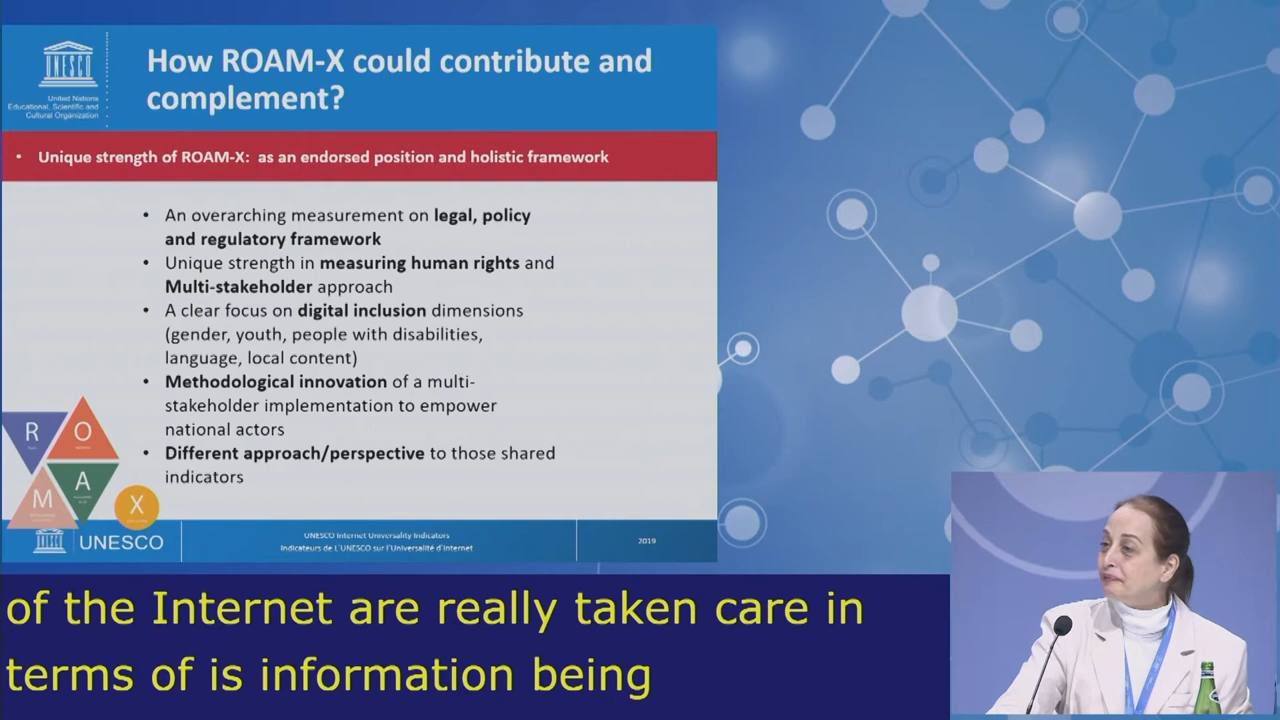 UNESCO
United Nations
Educational, Scientific and
Cultural Organization
How ROAM-X could contribute and
complement?
• Unique strength of ROAM-X: as an endorsed position and holistic framework
• An overarching measurement on legal, policy
and regulatory framework
• Unique strength in measuring human rights and
Multi-stakeholder approach
• A clear focus on digital inclusion dimensions
(gender, youth, people with disabilities,
language, local content)
• Methodological innovation of a multi-
stakeholder implementation to empower
national actors
• Different approach/perspective to those shared
indicators
R
O
A
M
X
UNESCO
UNESCO Internet Universality Indicators
Indicateurs de L'UNESCO sur l'Universalité d'Internet
2019
of the Internet are really taken care in
terms of is information being